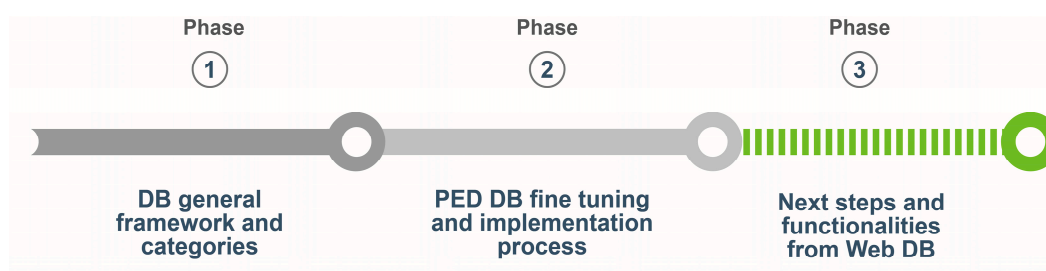 Phase
1
Phase
2
Phase
3
DB general
framework and
categories
PED DB fine tuning
and implementation
process
Next steps and
functionalities
from Web DB